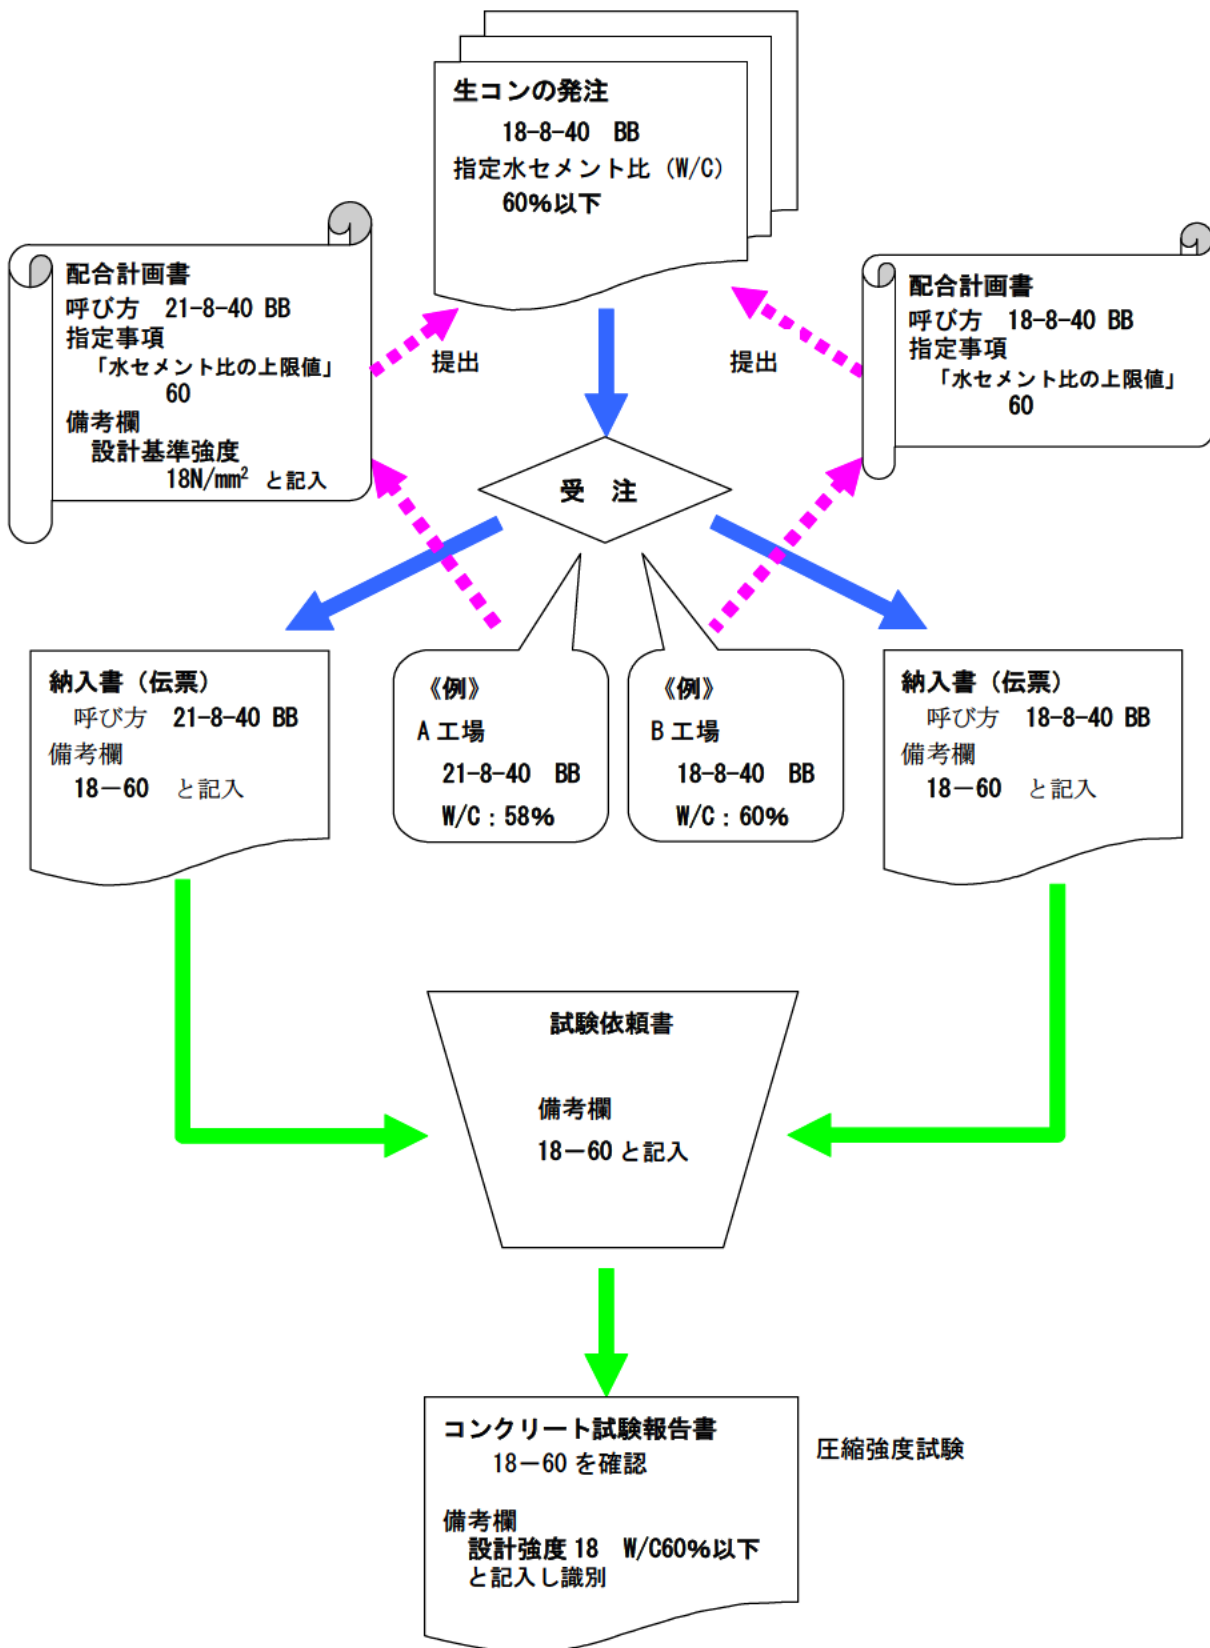 生コンの発注
18-8-40 BB
指定水セメント比（W/C）
60%以下
配合計画書
呼び方 21-8-40 BB
指定事項
「水セメント比の上限値」
60
備考欄
設計基準強度
18N/mm² と記入
提出
提出
配合計画書
呼び方 18-8-40 BB
指定事項
「水セメント比の上限値」
60
受 注
納入書（伝票）
呼び方 21-8-40 BB
備考欄
18－60 と記入
《例》
A 工場
21-8-40 BB
W/C：58%
《例》
B 工場
18-8-40 BB
W/C：60%
納入書（伝票）
呼び方 18-8-40 BB
備考欄
18－60 と記入
試験依頼書
備考欄
18－60 と記入
コンクリート試験報告書
18－60 を確認
備考欄
設計強度 18 W/C60%以下
と記入し識別
圧縮強度試験